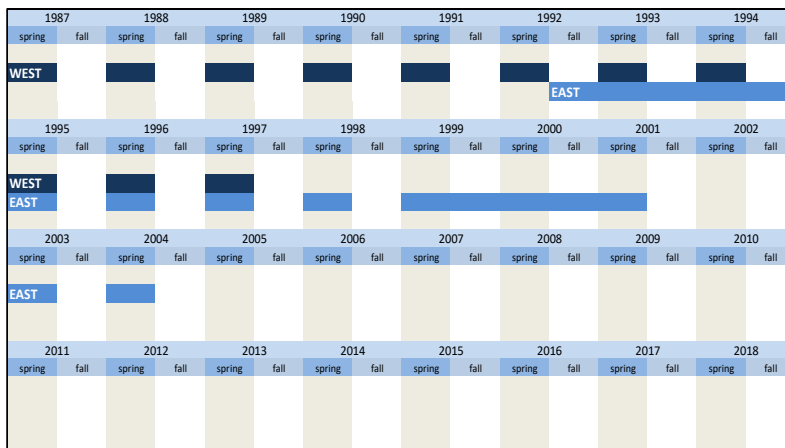 1987 1988 1989 1990 1991 1992 1993 1994
spring fall spring fall spring fall spring fall spring fall spring fall spring fall spring fall
WEST
EAST
1995 1996 1997 1998 1999 2000 2001 2002
spring fall spring fall spring fall spring fall spring fall spring fall spring fall spring fall
WEST
EAST
2003 2004 2005 2006 2007 2008 2009 2010
spring fall spring fall spring fall spring fall spring fall spring fall spring fall spring fall
EAST
2011 2012 2013 2014 2015 2016 2017 2018
spring fall spring fall spring fall spring fall spring fall spring fall spring fall spring fall